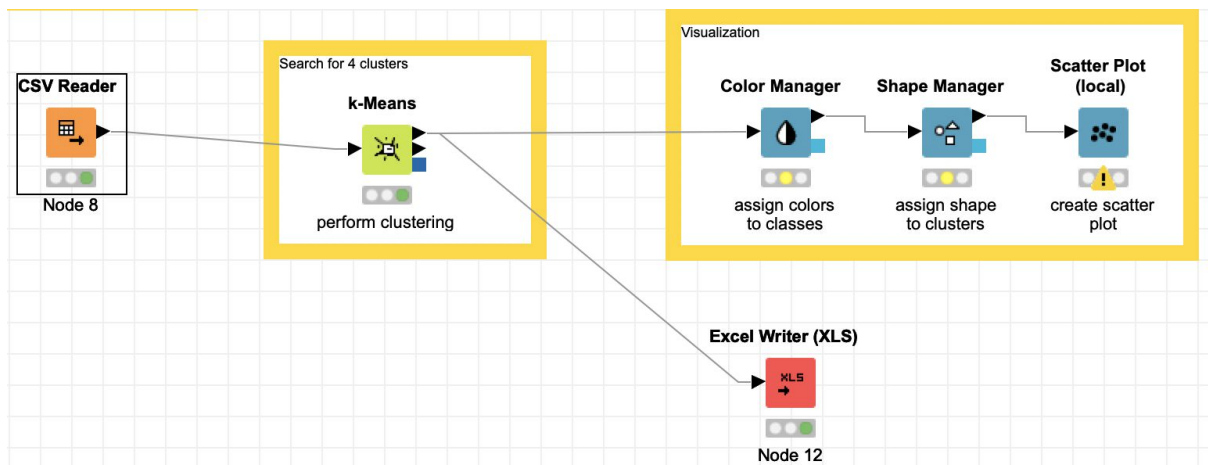 CSV Reader
Node 8
Search for 4 clusters
k-Means
perform clustering
Visualization
Color Manager
assign colors
to classes
Shape Manager
assign shape
to clusters
Scatter Plot
(local)
create scatter
plot
Excel Writer (XLS)
XLS
Node 12